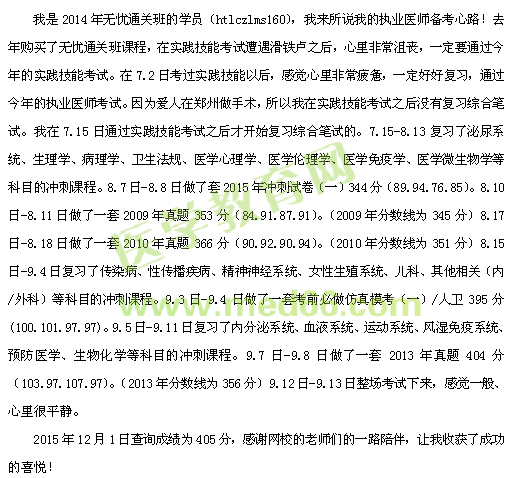 我是 2014 年无忧通关班的学员（htlczlms160），我来所说我的执业医师备考心路！去
年购买了无忧通关班课程，在实践技能考试遭遇滑铁卢之后，心里非常沮丧，一定要通过今
年的实践技能考试。在 7.2 日考过实践技能以后，感觉心里非常疲惫，一定好好复习，通过
今年的执业医师考试。因为爱人在郑州做手术，所以我在实践技能考试之后没有复习综合笔
试。我在 7.15 日通过实践技能考试之后才开始复习综合笔试的。7.15-8.13 复习了泌尿系
统、生理学、病理学、卫生法规、医学心理学、医学伦理学、医学免疫学、医学微生物学等
科目的冲刺课程。8.7 日-8.8 日做了套 2015 年冲刺试卷（一）344 分（89.94.76.85）。8.10
日-8.11 日做了一套 2009 年真题 353 分（84.91.87.91）。（2009 年分数线为 345 分）8.17
日-8.18 日做了一套 2010 年真题 366 分（90.92.90.94）。（2010 年分数线为 351 分）8.15
日-9.4 日复习了传染病、性传播疾病、精神神经系统、女性生殖系统、儿科、其他相关（内
/外科）等科目的冲刺课程。9.3 日-9.4 日做了一套考前必做仿真模考（一）/人卫 395 分
（100.101.97.97）。9.5 日-9.11 日复习了内分泌系统、血液系统、运动系统、风湿免疫系统、
预防医学、生物化学等科目的冲刺课程。9.7 日-9.8 日做了一套 2013 年真题 404 分
（103.97.107.97）。（2013 年分数线为 356 分）9.12 日-9.13 日整场考试下来，感觉一般、
心里很平静。
2015 年 12 月 1 日查询成绩为 405 分，感谢网校的老师们的一路陪伴，让我收获了成功
的喜悦！
医学教育网
www.med66.com